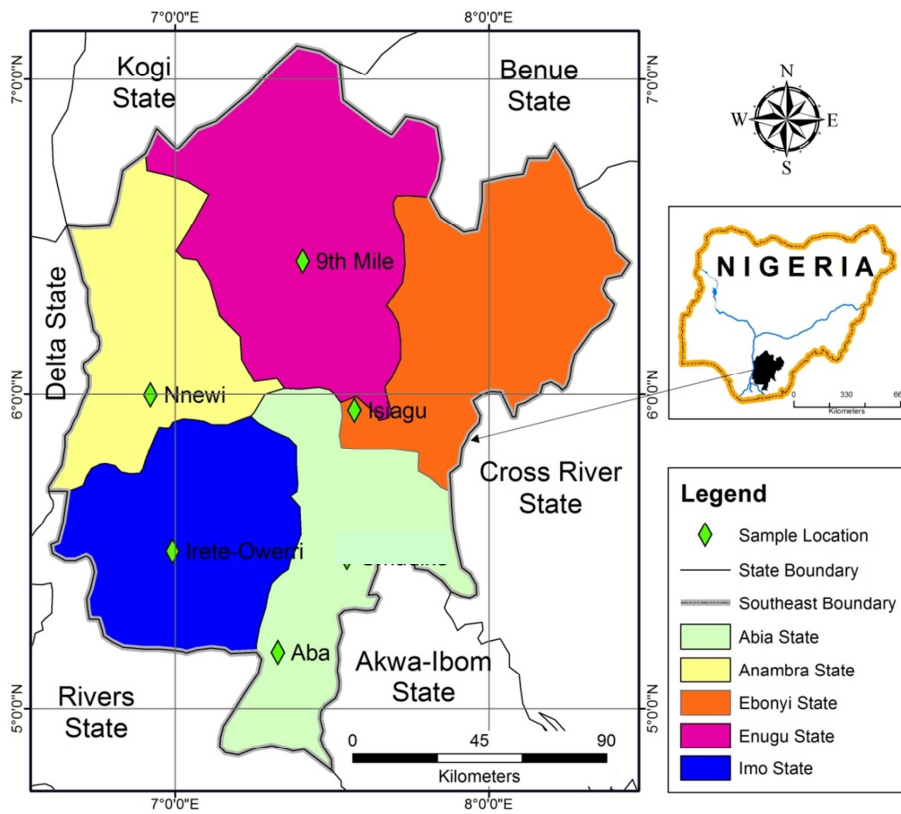 7°0'0"E
8°0'0"E
7°0'0"N
7°0'0"N
Kogi
State
Benue
State
N
W
E
S
9th Mile
Delta State
NIGERIA
0
330
66
Kilometers
Nnewi
6°0'0"N
6°0'0"N
Isiagu
Cross River
State
Irete-Owerri
Aba
Akwa-Ibom
State
Rivers
State
5°0'0"N
5°0'0"N
0
45
90
Kilometers
7°0'0"E
8°0'0"E
Legend
Sample Location
State Boundary
Southeast Boundary
Abia State
Anambra State
Ebonyi State
Enugu State
Imo State